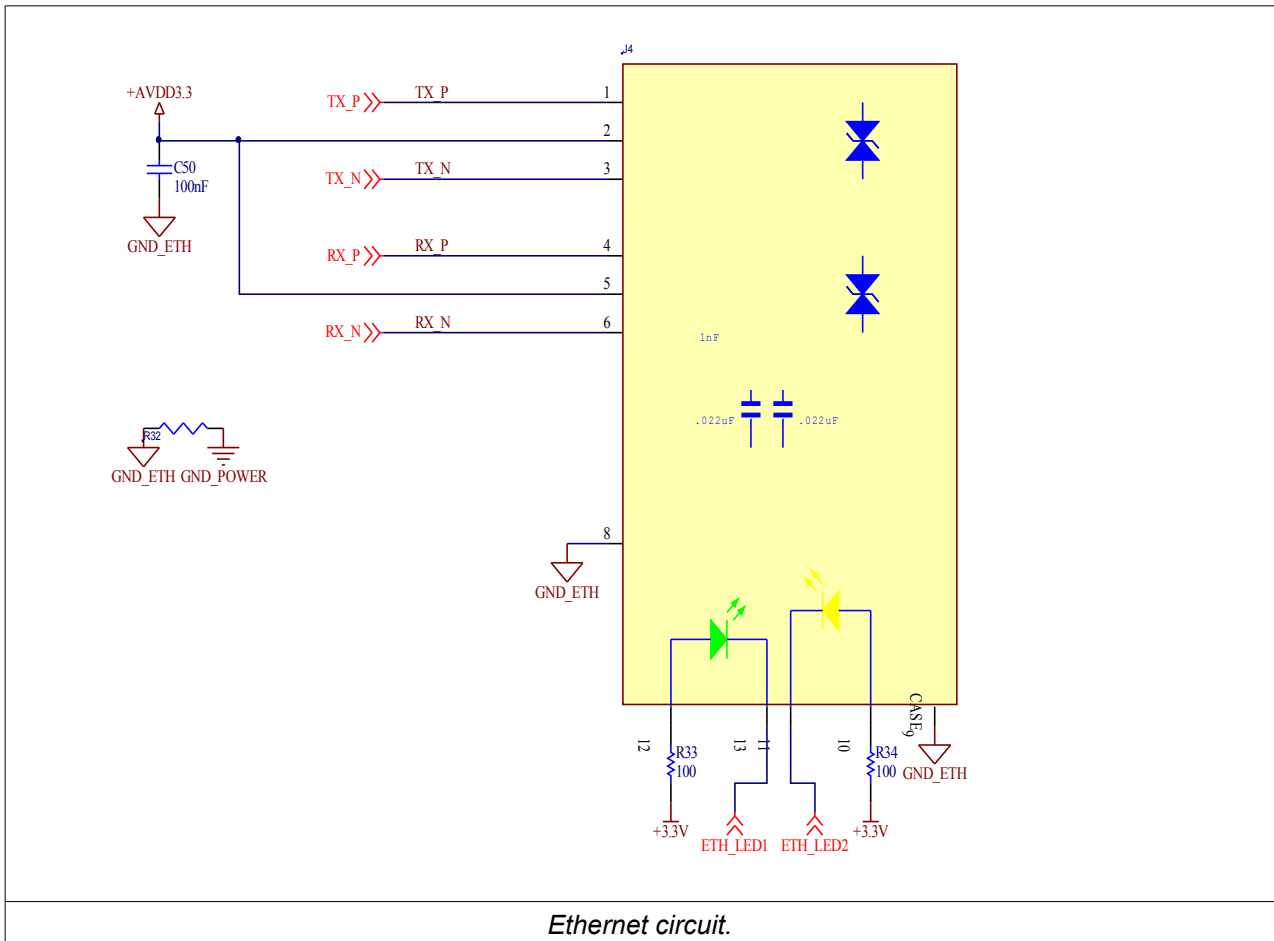 J4
+AVDD3.3
TX_P TX_P 1
2
C50
100nF
TX_N TX_N 3
GND_ETH
RX_P RX_P 4
5
RX_N RX_N 6
1nF
.022uF .022uF
R32
GND_ETH GND_POWER
8
GND_ETH
CASE 9
12 13 11 10
R33
100
R34
100
GND_ETH
+3.3V +3.3V
ETH_LED1 ETH_LED2
Ethernet circuit.